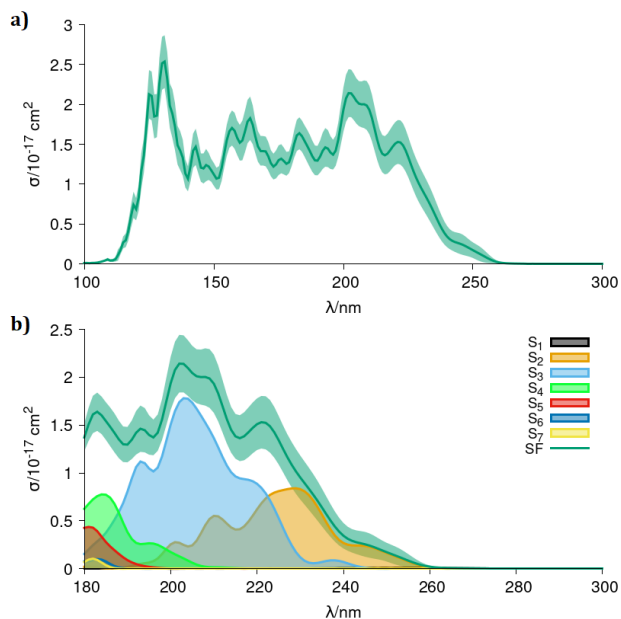 a)
3
2.5
2
1.5
1
0.5
0
σ/10⁻¹⁷ cm²
100 150 200 250 300
λ/nm
b)
2.5
2
1.5
1
0.5
0
σ/10⁻¹⁷ cm²
S₁
S₂
S₃
S₄
S₅
S₆
S₇
SF
180 200 220 240 260 280 300
λ/nm